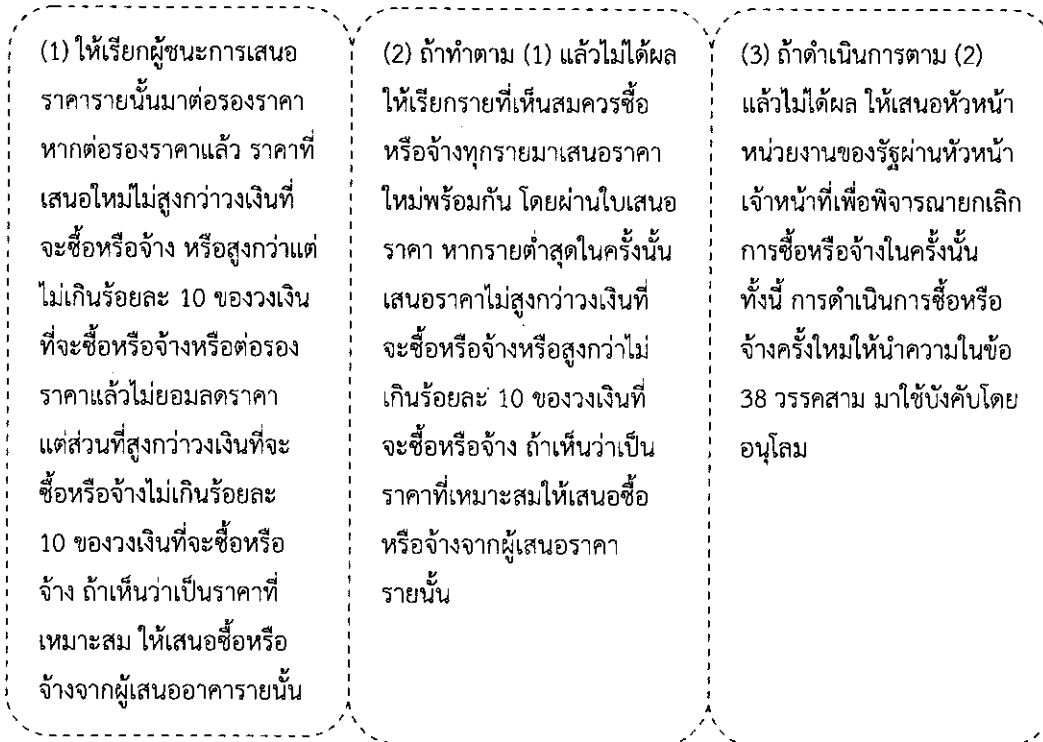 (1) ให้เรียกผู้ชนะการเสนอ
ราคารายนั้นมาต่อรองราคา
หากต่อรองราคาแล้ว ราคาที่
เสนอใหม่ไม่สูงกว่าวงเงินที่
จะซื้อหรือจ้าง หรือสูงกว่าแต่
ไม่เกินร้อยละ 10 ของวงเงิน
ที่จะซื้อหรือจ้างหรือต่อรอง
ราคาแล้วไม่ยอมลดราคา
แต่ส่วนที่สูงกว่าวงเงินที่จะ
ซื้อหรือจ้างไม่เกินร้อยละ
10 ของวงเงินที่จะซื้อหรือ
จ้าง ถ้าเห็นว่าเป็นราคาที่
เหมาะสม ให้เสนอซื้อหรือ
จ้างจากผู้เสนออาคารายนั้น
(2) ถ้าทำตาม (1) แล้วไม่ได้ผล
ให้เรียกรายที่เห็นสมควรซื้อ
หรือจ้างทุกรายมาเสนอราคา
ใหม่พร้อมกัน โดยผ่านใบเสนอ
ราคา หากรายต่ำสุดในครั้งนั้น
เสนอราคาไม่สูงกว่าวงเงินที่
จะซื้อหรือจ้างหรือสูงกว่าไม่
เกินร้อยละ 10 ของวงเงินที่
จะซื้อหรือจ้าง ถ้าเห็นว่าเป็น
ราคาที่เหมาะสมให้เสนอซื้อ
หรือจ้างจากผู้เสนอราคา
รายนั้น
(3) ถ้าดำเนินการตาม (2)
แล้วไม่ได้ผล ให้เสนอหัวหน้า
หน่วยงานของรัฐผ่านหัวหน้า
เจ้าหน้าที่เพื่อพิจารณายกเลิก
การซื้อหรือจ้างในครั้งนั้น
ทั้งนี้ การดำเนินการซื้อหรือ
จ้างครั้งใหม่ให้นำความในข้อ
38 วรรคสาม มาใช้บังคับโดย
อนุโลม